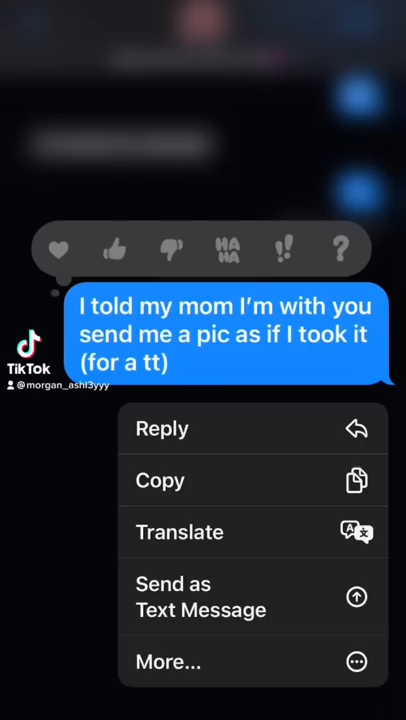 HA
HA
I told my mom I'm with you
send me a pic as if I took it
(for a tt)
TikTok
@morgan_ashl3yyy
Reply
Copy
Translate
Send as
Text Message
More...